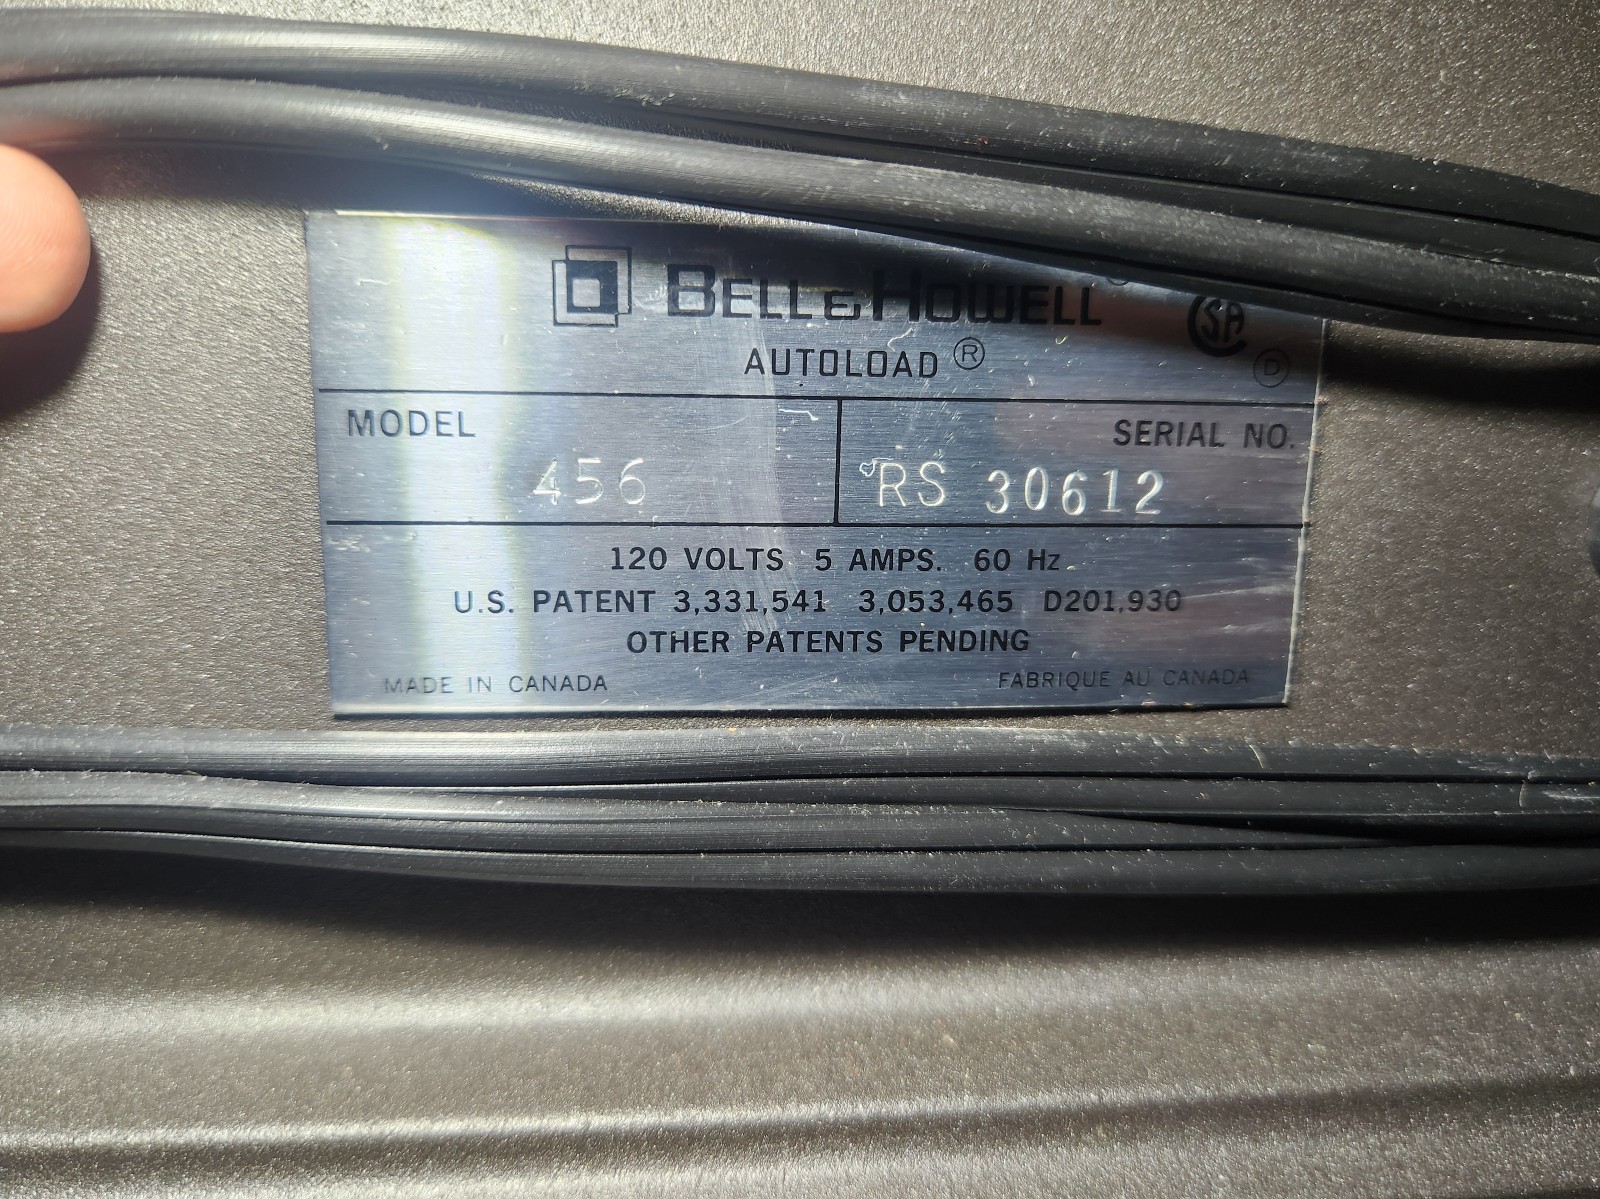 BELL & HOWELL®
CSA
AUTOLOAD ®
D
MODEL
SERIAL NO.
456
RS 30612
120 VOLTS 5 AMPS. 60 Hz.
U.S. PATENT 3,331,541 3,053,465 D201,930
OTHER PATENTS PENDING
MADE IN CANADA
FABRIQUE AU CANADA